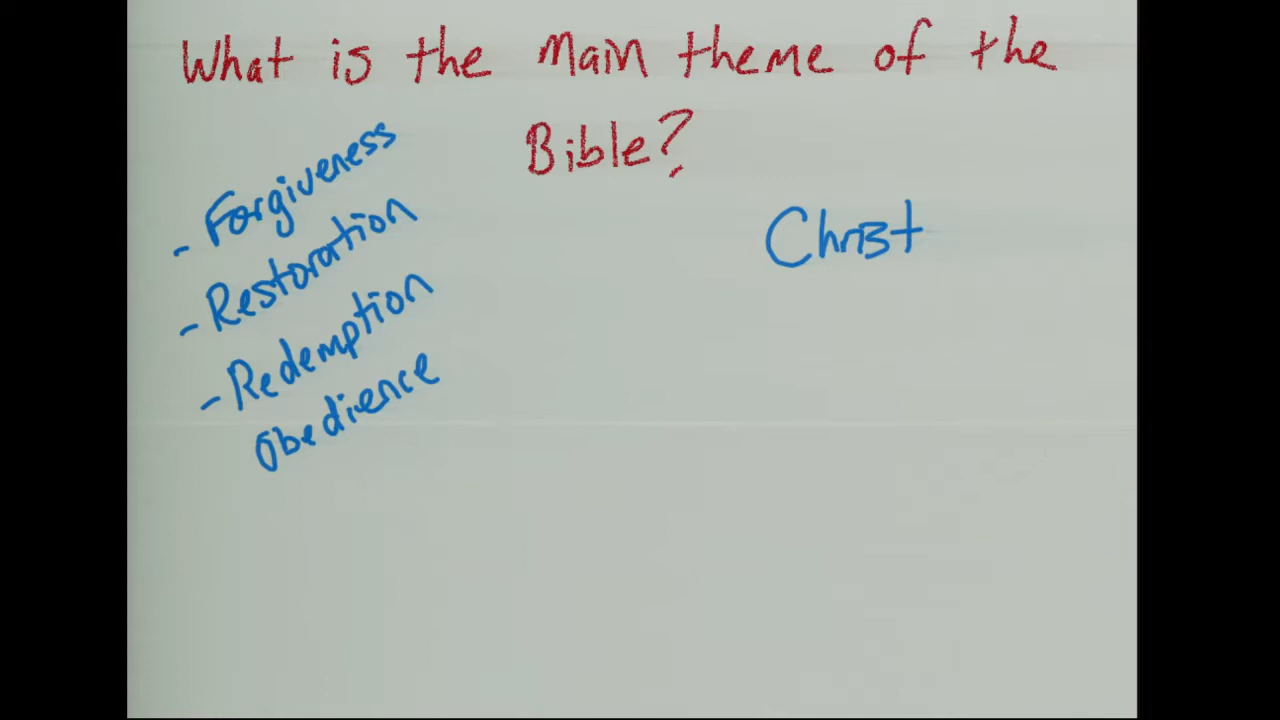 What is the main theme of the
Bible?
- Forgiveness
- Restoration
- Redemption
Obedience
Christ